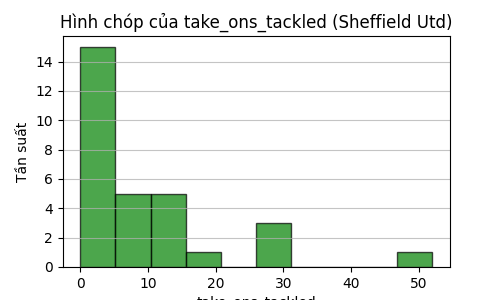 Hình chóp của take_ons_tackled (Sheffield Utd)
Tần suất
14
12
10
8
6
4
2
0
0 10 20 30 40 50
take_ons_tackled